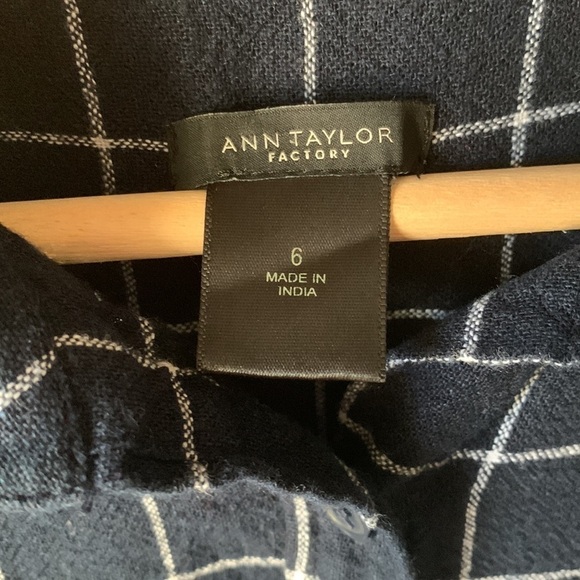 ANN TAYLOR
FACTORY
6
MADE IN
INDIA